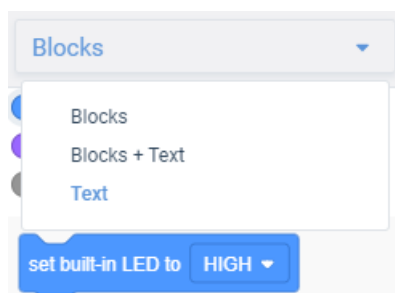 Blocks
Blocks
Blocks + Text
Text
set built-in LED to HIGH